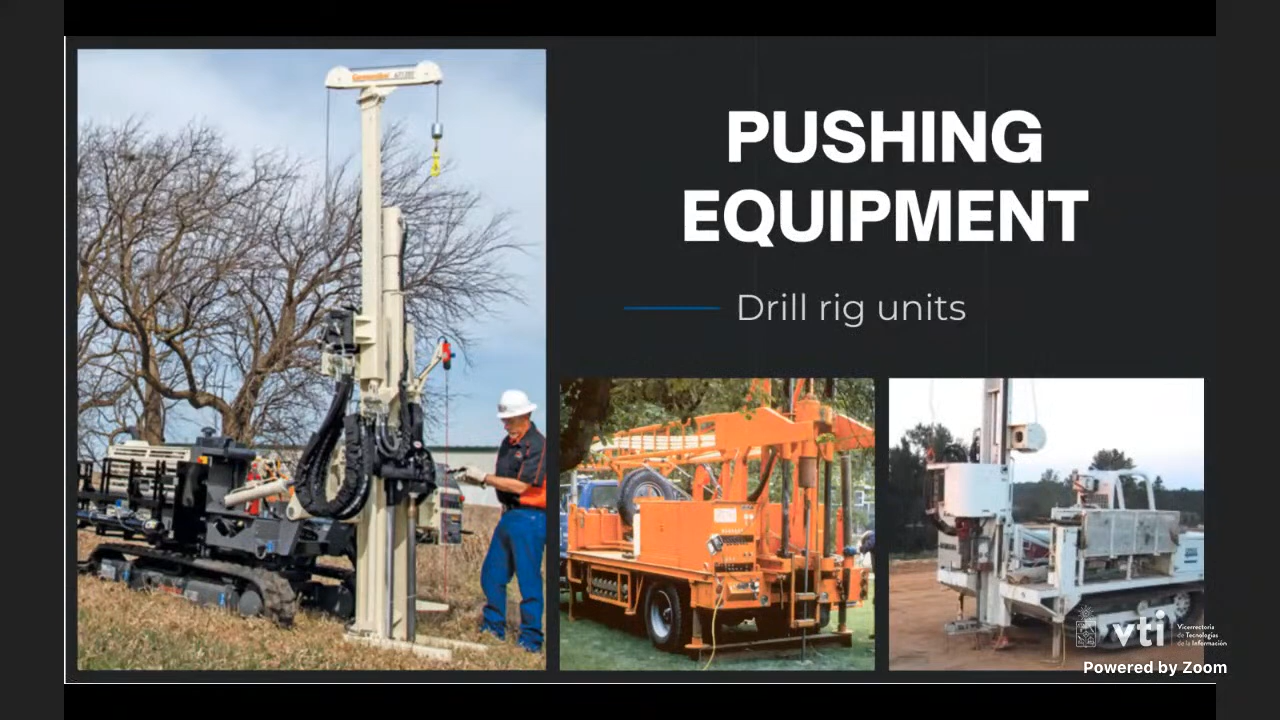 PUSHING
EQUIPMENT
Drill rig units
vti
Vicerrectoría
de Tecnologías
de la Información
Powered by Zoom